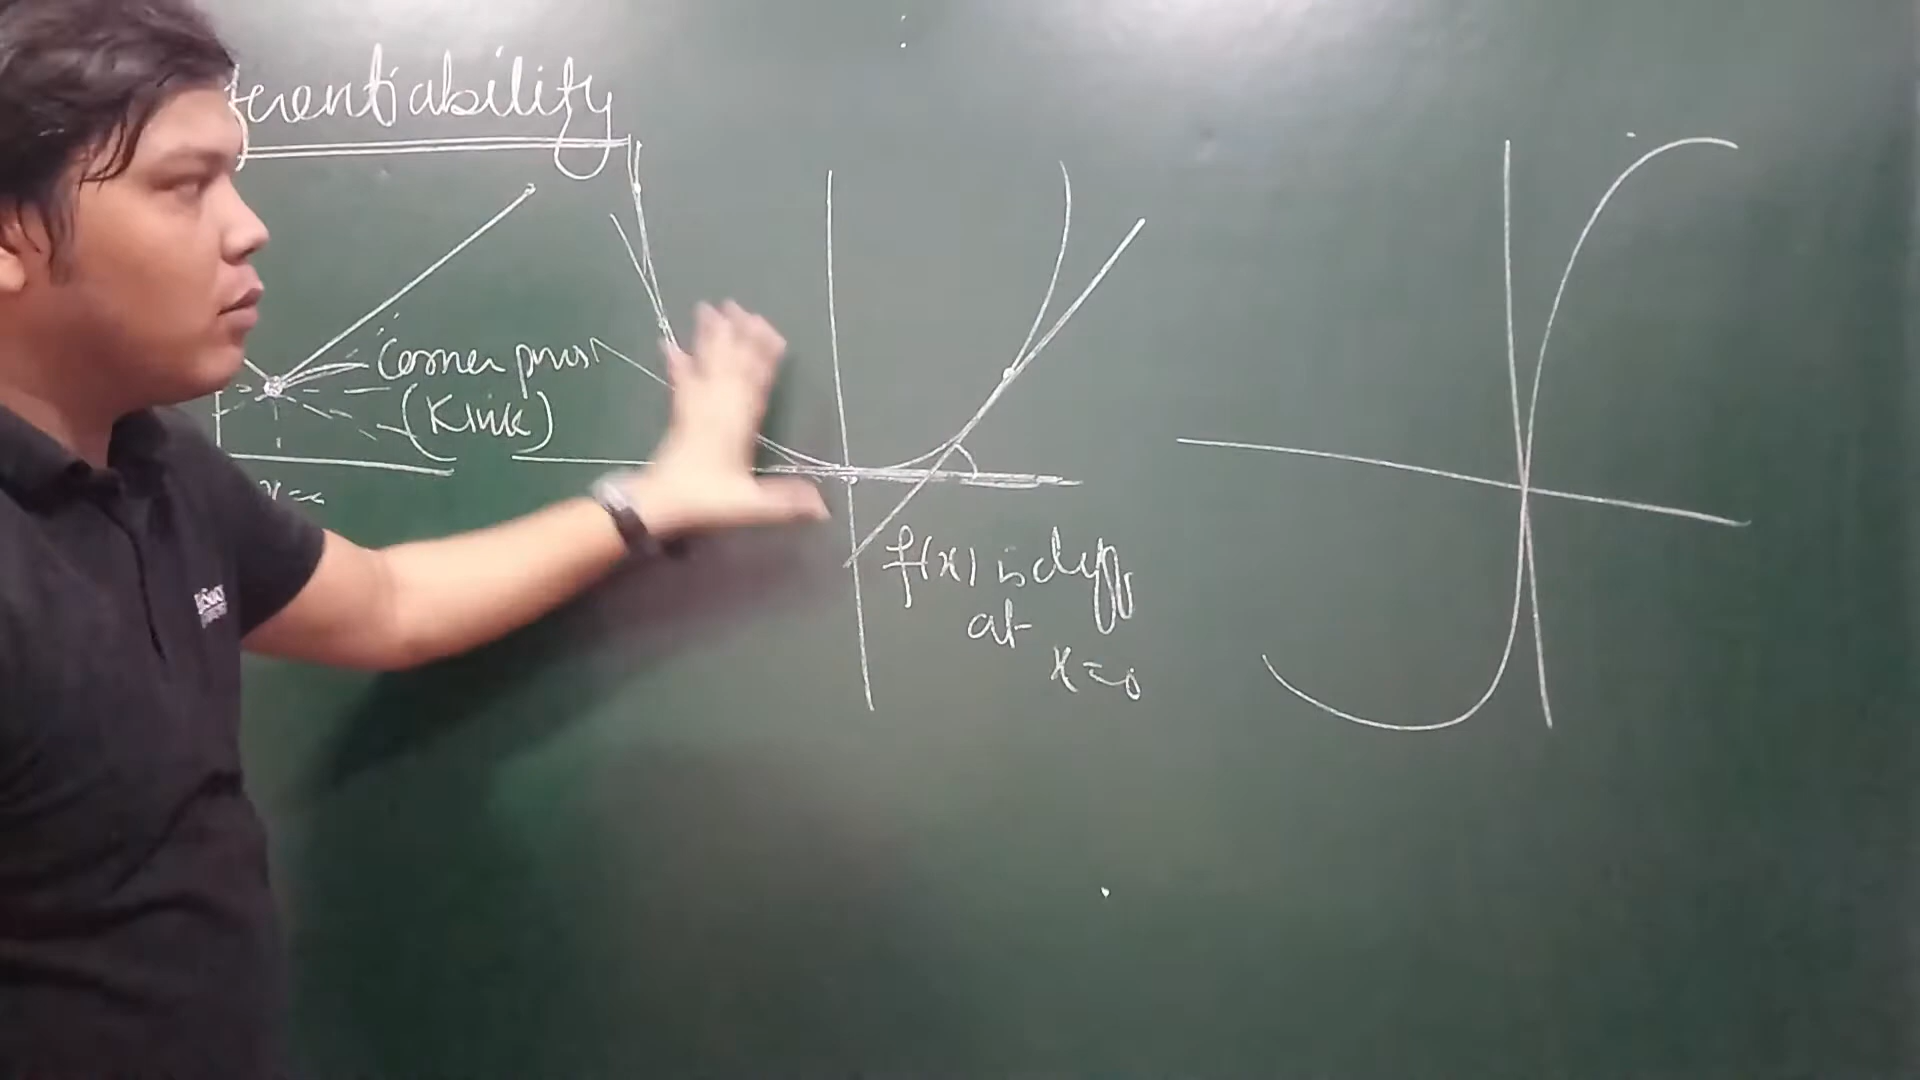 ferentiability
Corner point
(Kink)
x=
f(x) is diff
at
x=0